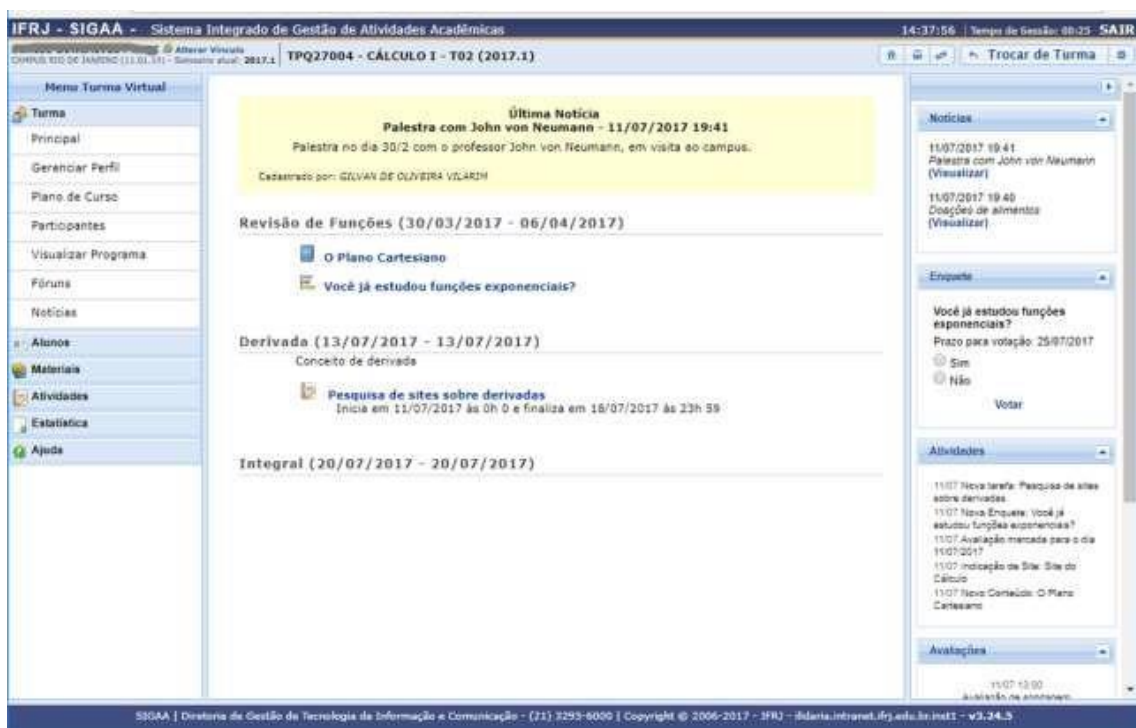 IFRJ - SIGAA - Sistema Integrado de Gestão de Atividades Acadêmicas
14:37:56 Tempo de Sessão: 00:25 SAIR
Alterar Vínculo
CAMPUS RIO DE JANEIRO (11.01.) - Semestre atual: 2017.1
TPQ27004 - CÁLCULO I - T02 (2017.1)
Trocar de Turma
Menu Turma Virtual
Turma
Principal
Gerenciar Perfil
Plano de Curso
Participantes
Visualizar Programa
Fóruns
Notícias
Alunos
Materiais
Atividades
Estatística
Ajuda
Última Notícia
Palestra com John von Neumann - 11/07/2017 19:41
Palestra no dia 30/2 com o professor John von Neumann, em visita ao campus.
Cadastrado por: GILVAN DE OLIVEIRA VILARIM
Revisão de Funções (30/03/2017 - 06/04/2017)
O Plano Cartesiano
Você já estudou funções exponenciais?
Derivada (13/07/2017 - 13/07/2017)
Conceito de derivada
Pesquisa de sites sobre derivadas
Inicia em 11/07/2017 às 0h 0 e finaliza em 18/07/2017 às 23h 59
Integral (20/07/2017 - 20/07/2017)
Notícias
11/07/2017 19:41
Palestra com John von Neumann
(Visualizar)
11/07/2017 19:40
Doações de alimentos
(Visualizar)
Enquete
Você já estudou funções
exponenciais?
Prazo para votação: 25/07/2017
Sim
Não
Votar
Atividades
11/07 Nova tarefa: Pesquisa de sites
sobre derivadas
11/07 Nova Enquete: Você já
estudou funções exponenciais?
11/07 Avaliação marcada para o dia
11/07/2017
11/07 Indicação de Site: Site do
Cálculo
11/07 Novo Conteúdo: O Plano
Cartesiano
Avaliações
11/07 13:00
SIGAA | Diretoria de Gestão de Tecnologia da Informação e Comunicação - (21) 3293-6000 | Copyright © 2006-2017 - IFRJ - v3.24.5